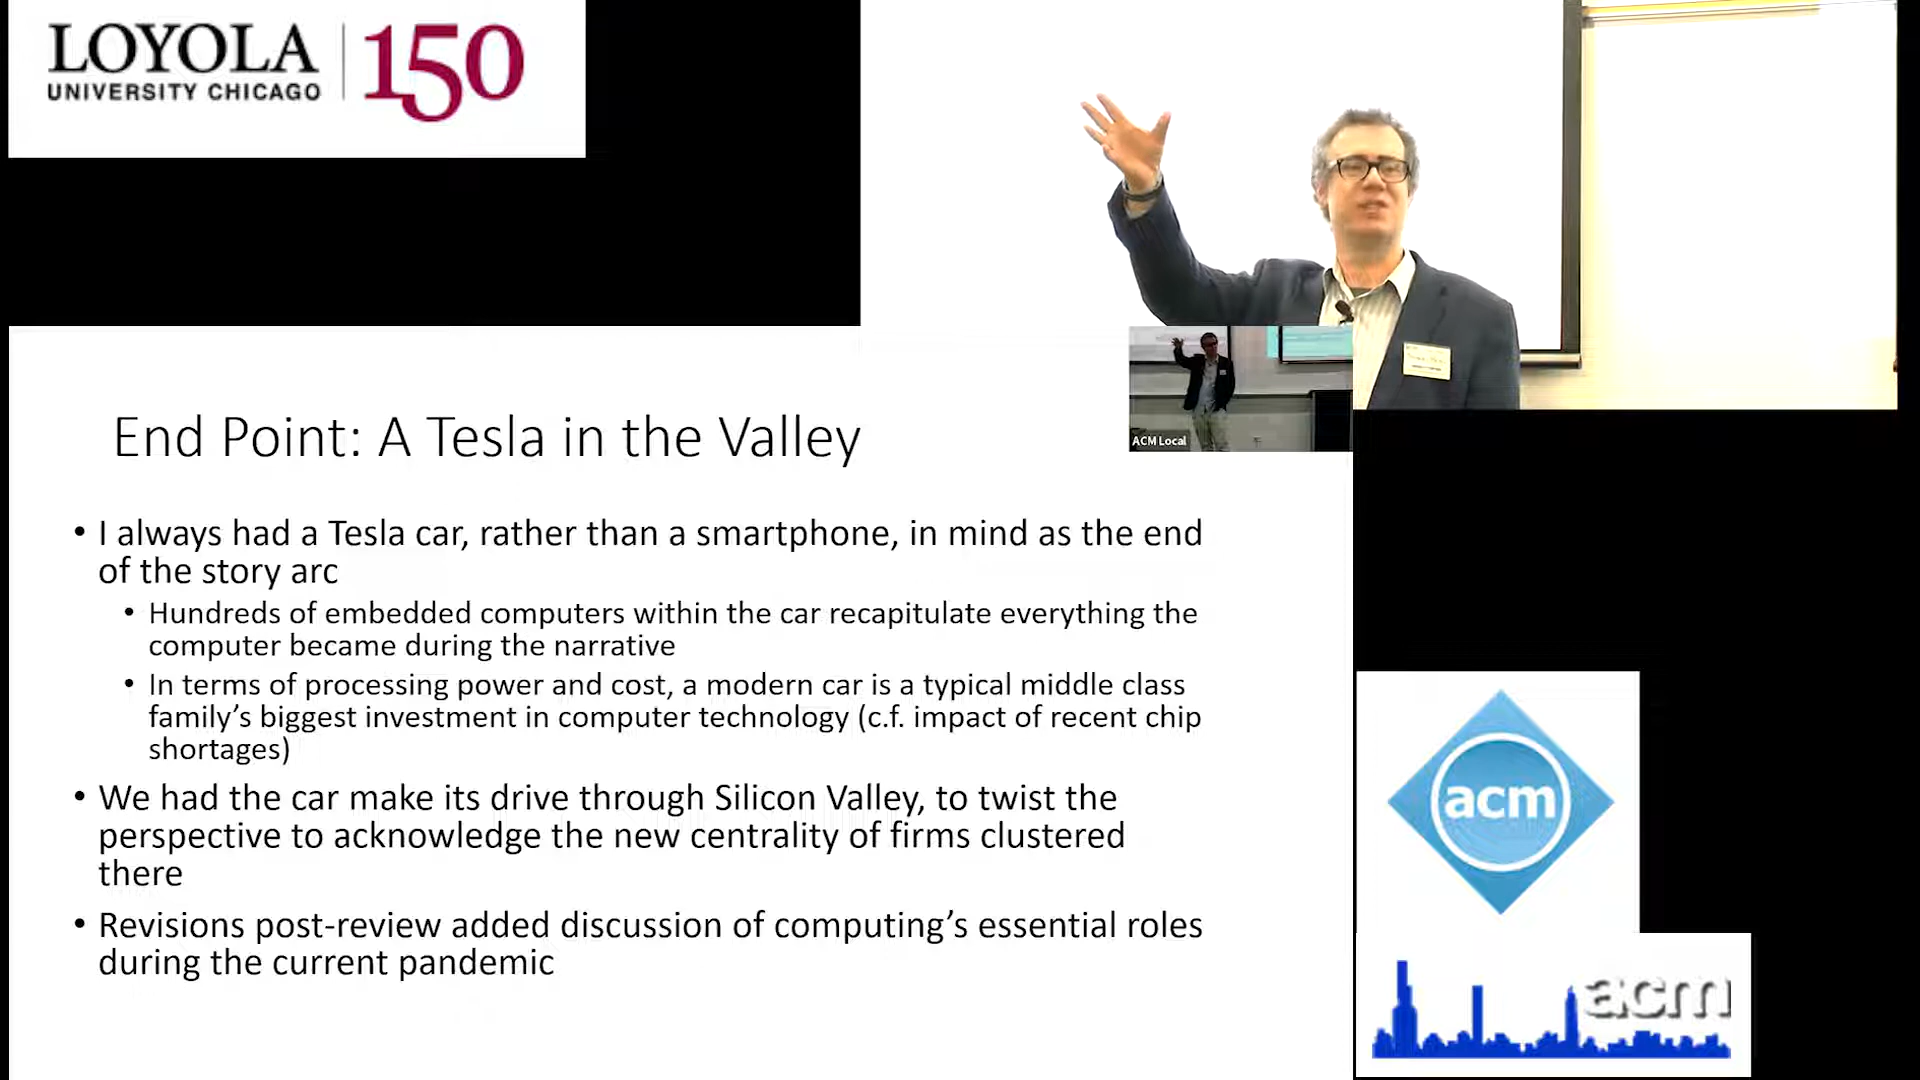 LOYOLA
UNIVERSITY CHICAGO
150
ACM Local
End Point: A Tesla in the Valley
• I always had a Tesla car, rather than a smartphone, in mind as the end
of the story arc
• Hundreds of embedded computers within the car recapitulate everything the
computer became during the narrative
• In terms of processing power and cost, a modern car is a typical middle class
family’s biggest investment in computer technology (c.f. impact of recent chip
shortages)
• We had the car make its drive through Silicon Valley, to twist the
perspective to acknowledge the new centrality of firms clustered
there
• Revisions post-review added discussion of computing’s essential roles
during the current pandemic
acm
acm